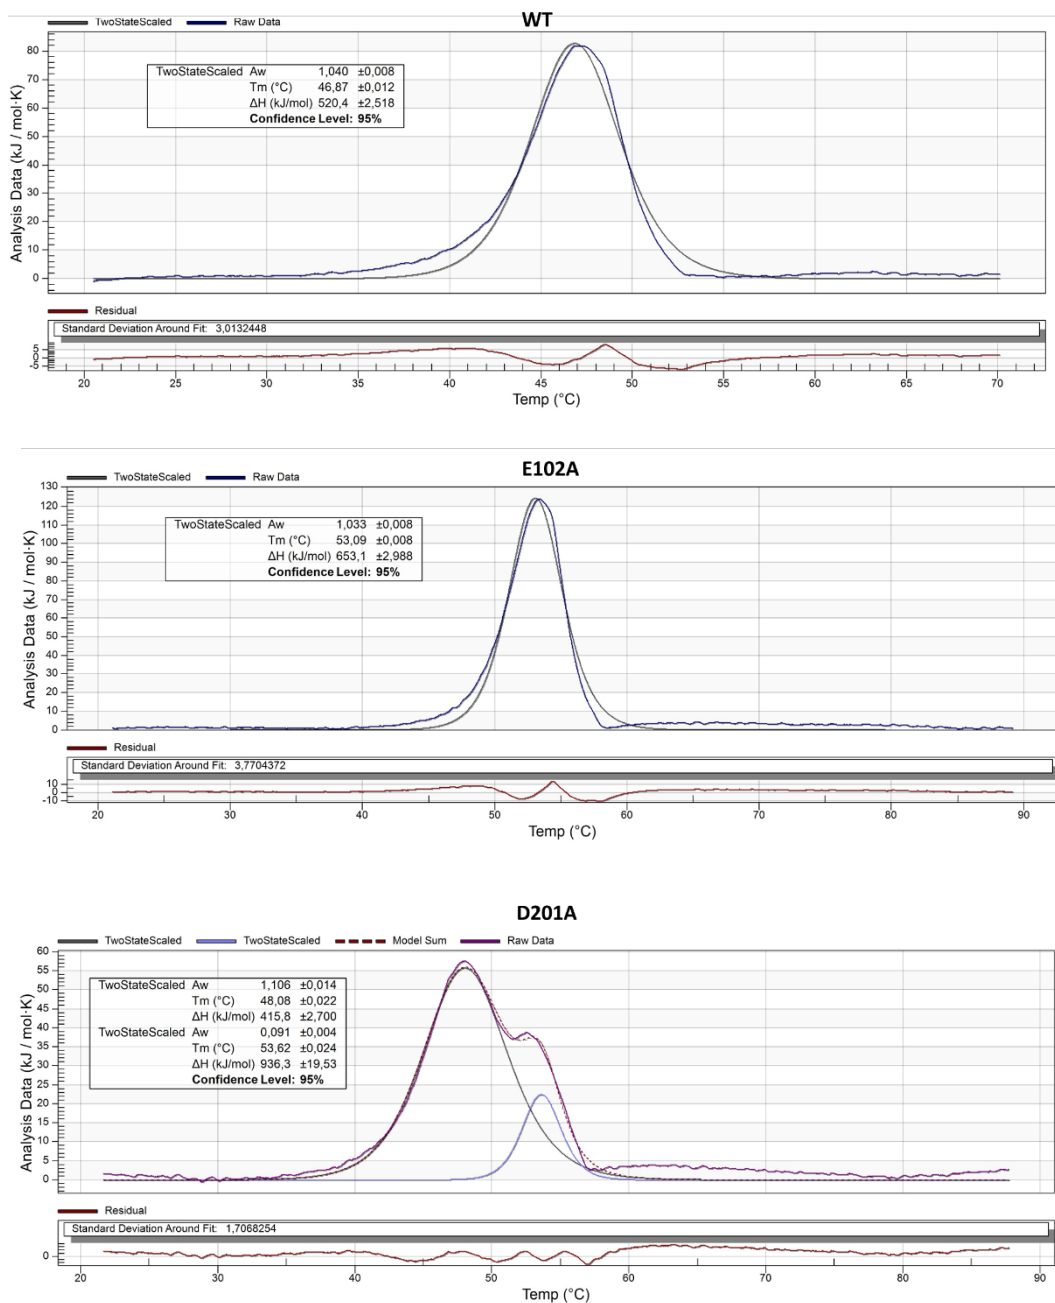 WT
TwoStateScaled Raw Data
Analysis Data (kJ / mol·K)
80
70
60
50
40
30
20
10
0
TwoStateScaled Aw 1,040 ±0,008
Tm (°C) 46,87 ±0,012
ΔH (kJ/mol) 520,4 ±2,518
Confidence Level: 95%
Residual
Standard Deviation Around Fit: 3,0132448
5
0
-5
20 25 30 35 40 45 50 55 60 65 70
Temp (°C)
E102A
TwoStateScaled Raw Data
Analysis Data (kJ / mol·K)
130
120
110
100
90
80
70
60
50
40
30
20
10
0
TwoStateScaled Aw 1,033 ±0,008
Tm (°C) 53,09 ±0,008
ΔH (kJ/mol) 653,1 ±2,988
Confidence Level: 95%
Residual
Standard Deviation Around Fit: 3,7704372
10
0
-10
20 30 40 50 60 70 80 90
Temp (°C)
D201A
TwoStateScaled TwoStateScaled Model Sum Raw Data
Analysis Data (kJ / mol·K)
60
55
50
45
40
35
30
25
20
15
10
5
0
TwoStateScaled Aw 1,106 ±0,014
Tm (°C) 48,08 ±0,022
ΔH (kJ/mol) 415,8 ±2,700
TwoStateScaled Aw 0,091 ±0,004
Tm (°C) 53,62 ±0,024
ΔH (kJ/mol) 936,3 ±19,53
Confidence Level: 95%
Residual
Standard Deviation Around Fit: 1,7068254
0
20 30 40 50 60 70 80 90
Temp (°C)